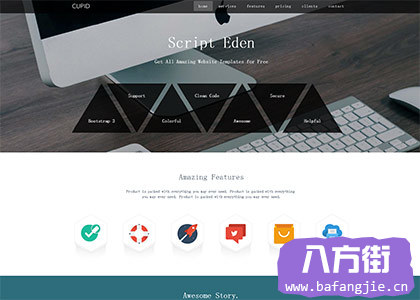 CUPID
home services features pricing clients contact
Script Eden
Get All Amazing Website Templates for Free
Support Clean Code Secure
Bootstrap 3 Colorful Awesome Helpful
Amazing Features
Product is packed with everything you may ever need. Product is packed with everything
you may ever need. Product is packed with everything you may ever need.
Awesome Story.
八方街
www.bafangjie.cn